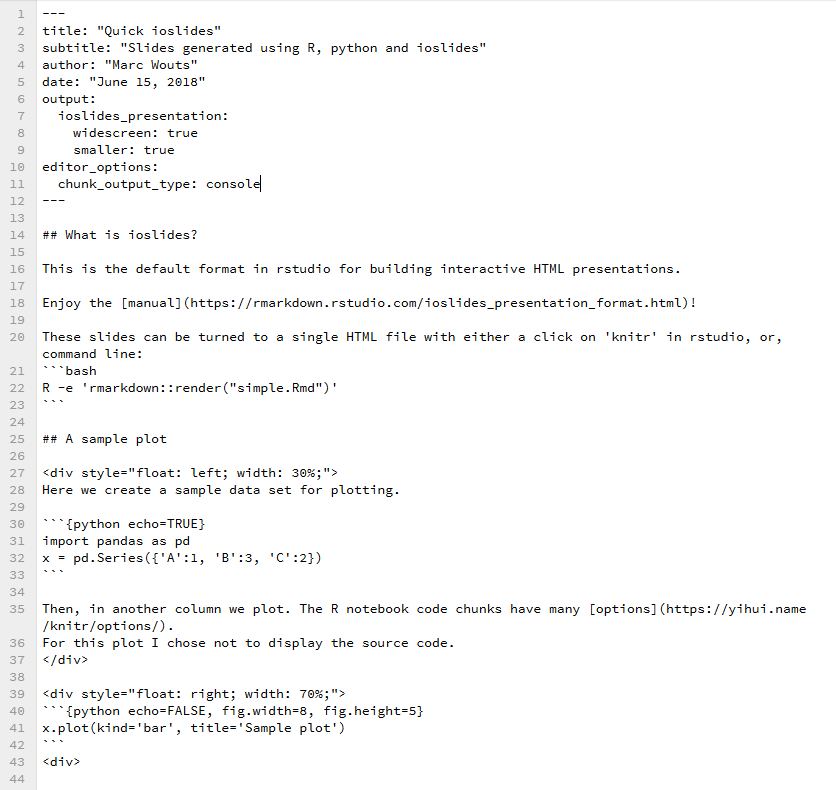 1 ---
2 title: "Quick ioslides"
3 subtitle: "Slides generated using R, python and ioslides"
4 author: "Marc Wouts"
5 date: "June 15, 2018"
6 output:
7   ioslides_presentation:
8     widescreen: true
9     smaller: true
10 editor_options:
11   chunk_output_type: console
12 ---
13
14 ## What is ioslides?
15
16 This is the default format in rstudio for building interactive HTML presentations.
17
18 Enjoy the [manual](https://rmarkdown.rstudio.com/ioslides_presentation_format.html)!
19
20 These slides can be turned to a single HTML file with either a click on 'knitr' in rstudio, or,
command line:
21 ```bash
22 R -e 'rmarkdown::render("simple.Rmd")'
23 ```
24
25 ## A sample plot
26
27 <div style="float: left; width: 30%;">
28 Here we create a sample data set for plotting.
29
30 ```{python echo=TRUE}
31 import pandas as pd
32 x = pd.Series({'A':1, 'B':3, 'C':2})
33 ```
34
35 Then, in another column we plot. The R notebook code chunks have many [options](https://yihui.name
/knitr/options/).
36 For this plot I chose not to display the source code.
37 </div>
38
39 <div style="float: right; width: 70%;">
40 ```{python echo=FALSE, fig.width=8, fig.height=5}
41 x.plot(kind='bar', title='Sample plot')
42 ```
43 <div>
44